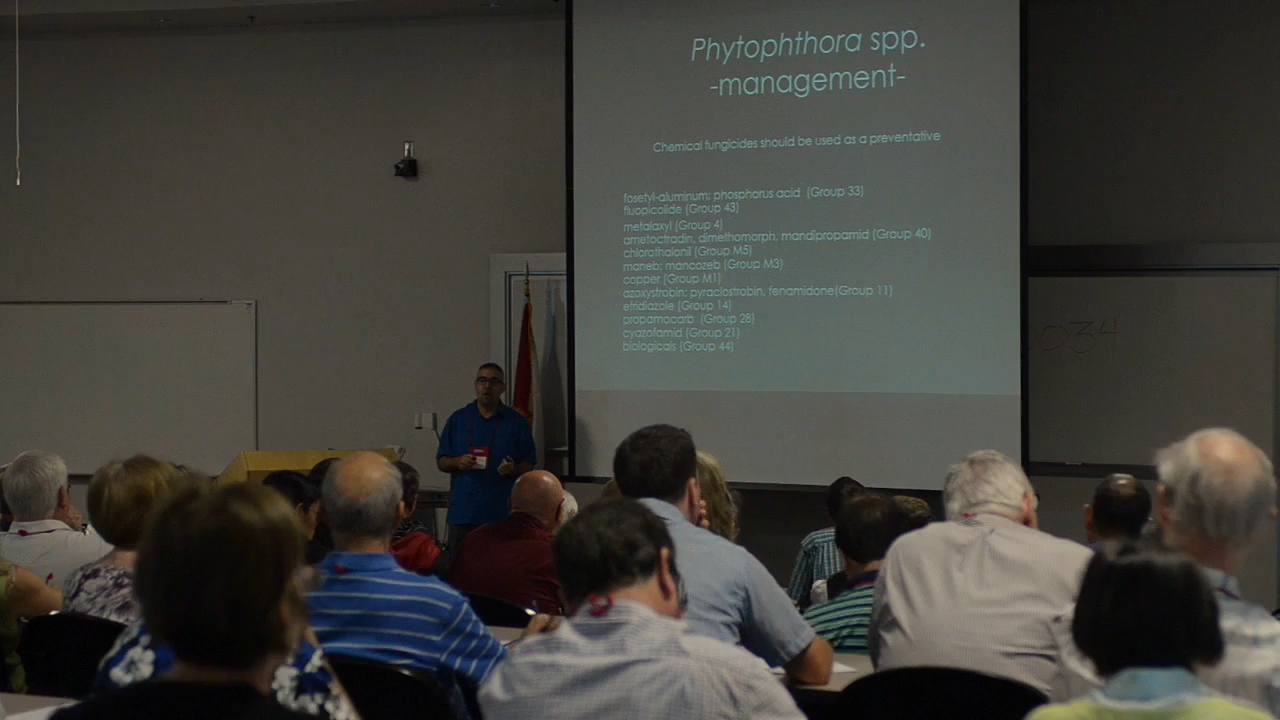 Phytophthora spp.
-management-
Chemical fungicides should be used as a preventative
fosetyl-aluminum; phosphorus acid (Group 33)
fluopicolide (Group 43)
metalaxyl (Group 4)
ametoctradin, dimethomorph, mandipropamid (Group 40)
chlorothalonil (Group M5)
maneb; mancozeb (Group M3)
copper (Group M1)
azoxystrobin; pyraclostrobin, fenamidone(Group 11)
etridiazole (Group 14)
propamocarb (Group 28)
cyazofamid (Group 21)
biologicals (Group 44)
034